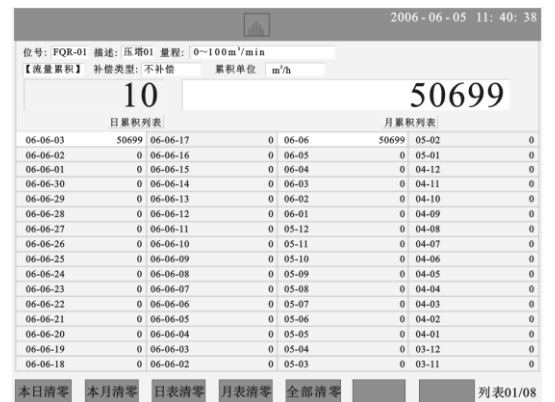 2006-06-05 11:40:38
位号: FQR-01 描述: 压塔01 量程: 0~100m³/min
【流量累积】 补偿类型: 不补偿 累积单位 m³/h
10 50699
日累积列表 月累积列表
06-06-03 50699 06-06-17 0 06-06 50699 05-02 0
06-06-02 0 06-06-16 0 06-05 0 05-01 0
06-06-01 0 06-06-15 0 06-04 0 04-12 0
06-06-30 0 06-06-14 0 06-03 0 04-11 0
06-06-29 0 06-06-13 0 06-02 0 04-10 0
06-06-28 0 06-06-12 0 06-01 0 04-09 0
06-06-27 0 06-06-11 0 05-12 0 04-08 0
06-06-26 0 06-06-10 0 05-11 0 04-07 0
06-06-25 0 06-06-09 0 05-10 0 04-06 0
06-06-24 0 06-06-08 0 05-09 0 04-05 0
06-06-23 0 06-06-07 0 05-08 0 04-04 0
06-06-22 0 06-06-06 0 05-07 0 04-03 0
06-06-21 0 06-06-05 0 05-06 0 04-02 0
06-06-20 0 06-06-04 0 05-05 0 04-01 0
06-06-19 0 06-06-03 0 05-04 0 03-12 0
06-06-18 0 06-06-02 0 05-03 0 03-11 0
本日清零 本月清零 日表清零 月表清零 全部清零 列表01/08